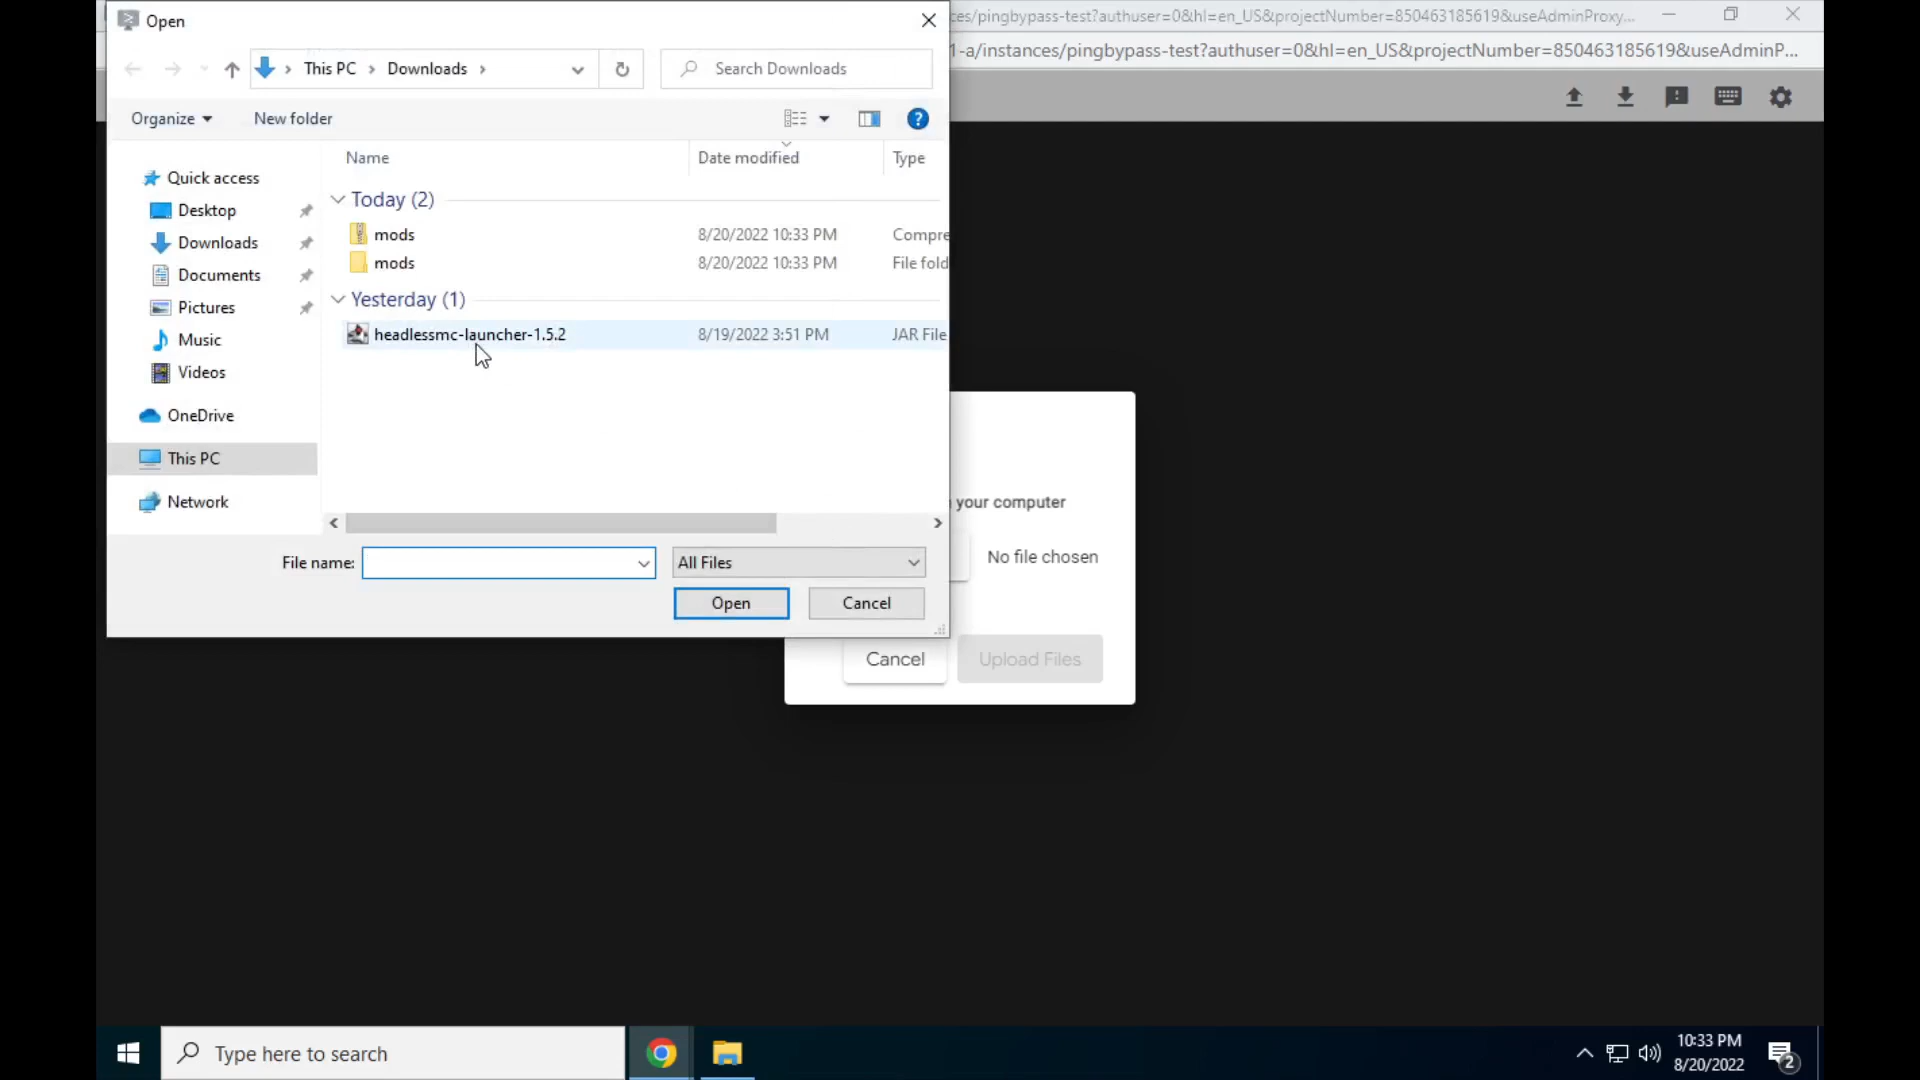 Open
ces/pingbypass-test?authuser=0&hl=en_US&projectNumber=850463185619&useAdminProxy...
This PC
Downloads
Search Downloads
1-a/instances/pingbypass-test?authuser=0&hl=en_US&projectNumber=850463185619&useAdminP...
Organize
New folder
?
Name
Date modified
Type
Quick access
Desktop
Downloads
Documents
Pictures
Music
Videos
OneDrive
This PC
Network
Today (2)
mods
8/20/2022 10:33 PM
Compre
mods
8/20/2022 10:33 PM
File fold
Yesterday (1)
headlessmc-launcher-1.5.2
8/19/2022 3:51 PM
JAR File
your computer
No file chosen
File name:
All Files
Open
Cancel
Cancel
Upload Files
Type here to search
10:33 PM
8/20/2022
2